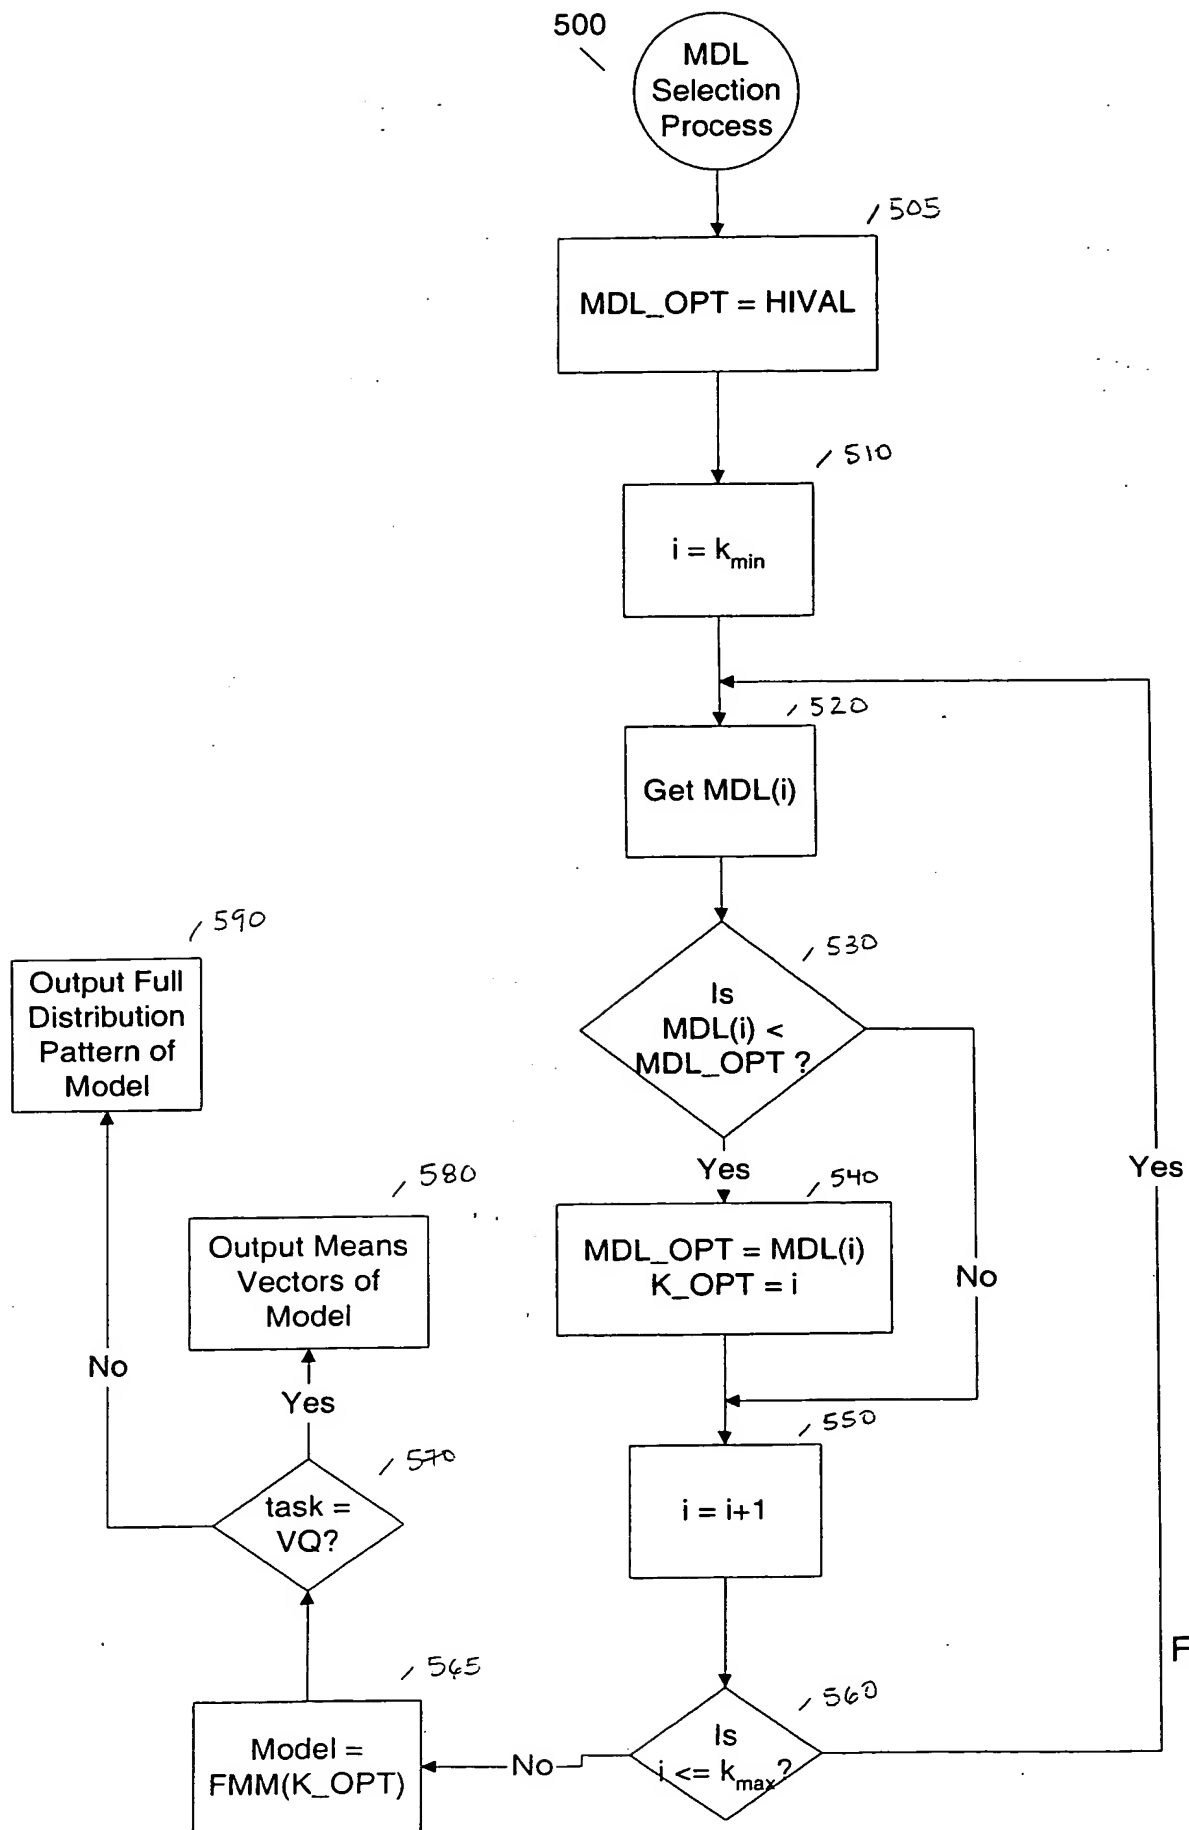 500
MDL
Selection
Process
505
MDL_OPT = HIVAL
510
i = kmin
520
Get MDL(i)
530
Is
MDL(i) <
MDL_OPT ?
Yes
No
540
MDL_OPT = MDL(i)
K_OPT = i
550
i = i+1
560
Is
i <= kmax?
Yes
No
565
Model =
FMM(K_OPT)
570
task =
VQ?
Yes
No
580
Output Means
Vectors of
Model
590
Output Full
Distribution
Pattern of
Model
F